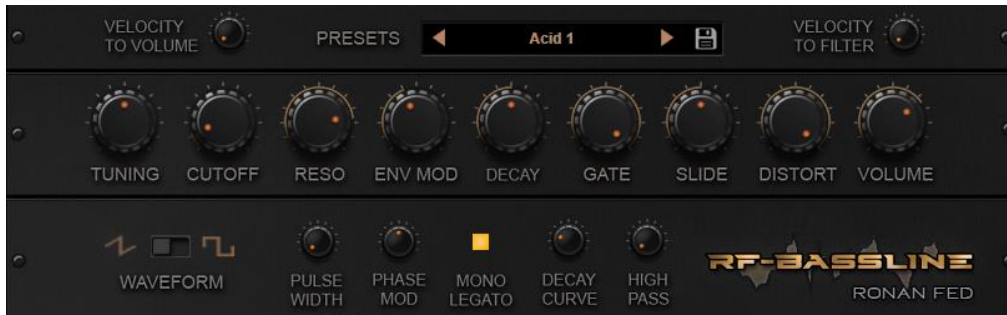 VELOCITY
TO VOLUME
PRESETS
Acid 1
VELOCITY
TO FILTER
TUNING CUTOFF RESO ENV MOD DECAY GATE SLIDE DISTORT VOLUME
WAVEFORM
PULSE
WIDTH
PHASE
MOD
MONO
LEGATO
DECAY
CURVE
HIGH
PASS
RF-BASSLINE
RONAN FED